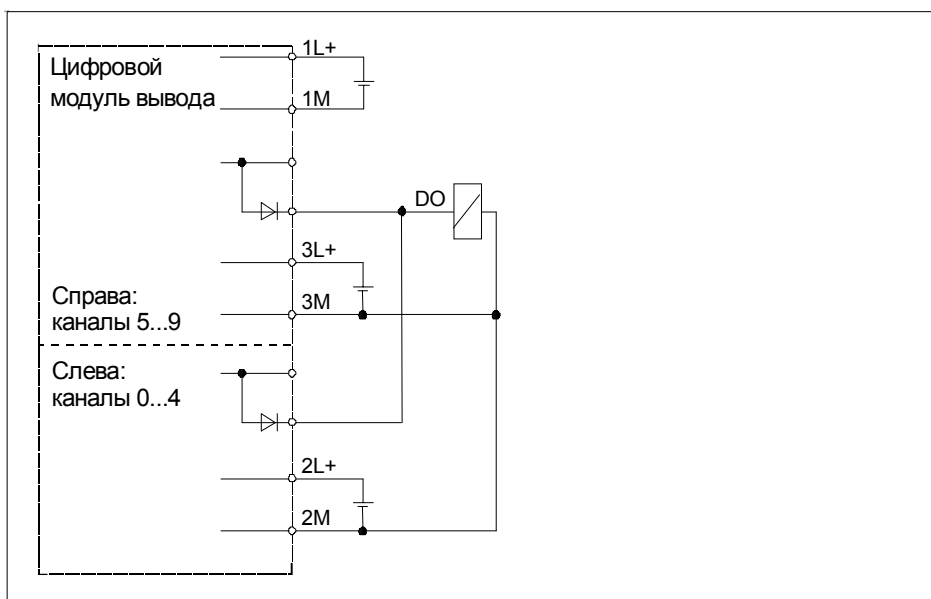 1L+
Цифровой
модуль вывода
1M
DO
3L+
Справа:
3M
каналы 5...9
Слева:
каналы 0...4
2L+
2M